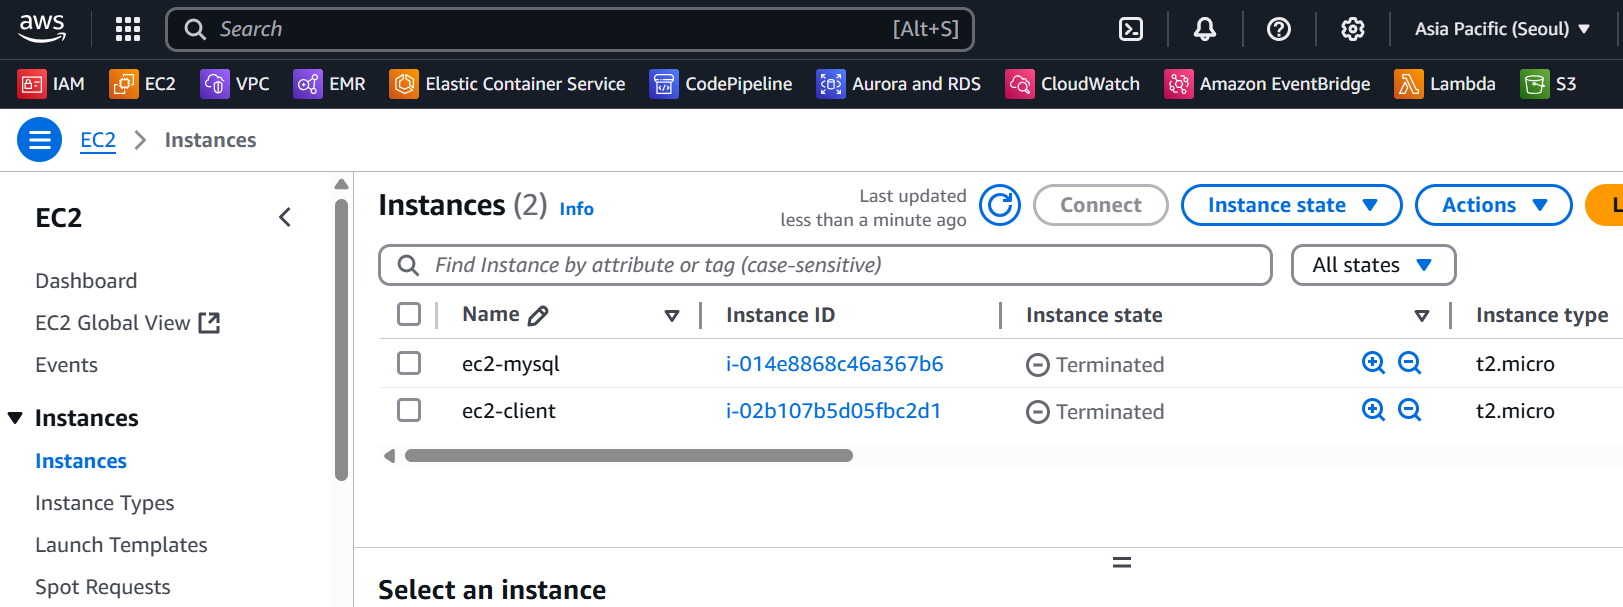 aws
Search [Alt+S] Asia Pacific (Seoul)
IAM EC2 VPC EMR Elastic Container Service CodePipeline Aurora and RDS CloudWatch Amazon EventBridge Lambda S3
EC2 Instances
EC2
Dashboard
EC2 Global View
Events
Instances
Instances
Instance Types
Launch Templates
Spot Requests
Instances (2) Info
Last updated
less than a minute ago
Connect Instance state Actions
Find Instance by attribute or tag (case-sensitive) All states
Name Instance ID Instance state Instance type
ec2-mysql i-014e8868c46a367b6 Terminated t2.micro
ec2-client i-02b107b5d05fbc2d1 Terminated t2.micro
Select an instance